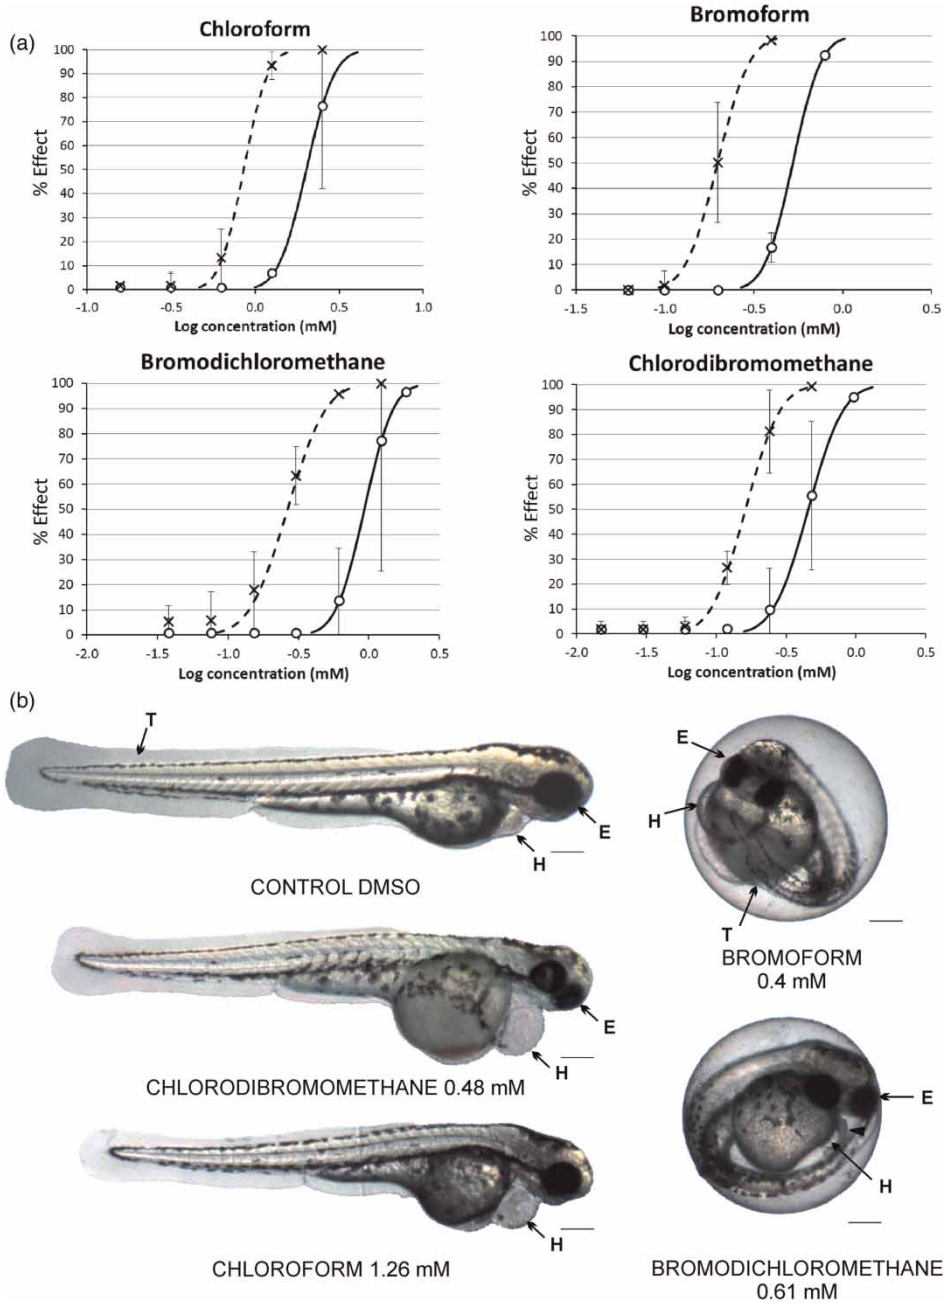 (a)
Chloroform
% Effect
100
90
80
70
60
50
40
30
20
10
0
-1.0 -0.5 0.0 0.5 1.0
Log concentration (mM)
Bromoform
% Effect
100
90
80
70
60
50
40
30
20
10
0
-1.5 -1.0 -0.5 0.0 0.5
Log concentration (mM)
Bromodichloromethane
% Effect
100
90
80
70
60
50
40
30
20
10
0
-2.0 -1.5 -1.0 -0.5 0.0 0.5
Log concentration (mM)
Chlorodibromomethane
% Effect
100
90
80
70
60
50
40
30
20
10
0
-2.0 -1.5 -1.0 -0.5 0.0 0.5
Log concentration (mM)
(b)
T
E
H
CONTROL DMSO
E
H
T
BROMOFORM
0.4 mM
E
H
CHLORODIBROMOMETHANE 0.48 mM
E
H
BROMODICHLOROMETHANE
0.61 mM
H
CHLOROFORM 1.26 mM